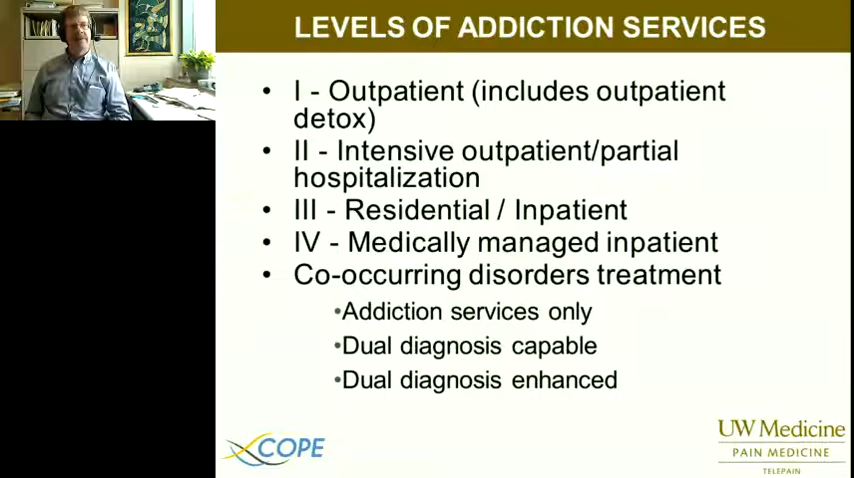 LEVELS OF ADDICTION SERVICES
• I - Outpatient (includes outpatient
detox)
• II - Intensive outpatient/partial
hospitalization
• III - Residential / Inpatient
• IV - Medically managed inpatient
• Co-occurring disorders treatment
•Addiction services only
•Dual diagnosis capable
•Dual diagnosis enhanced
COPE
UW Medicine
PAIN MEDICINE
TELEPAIN